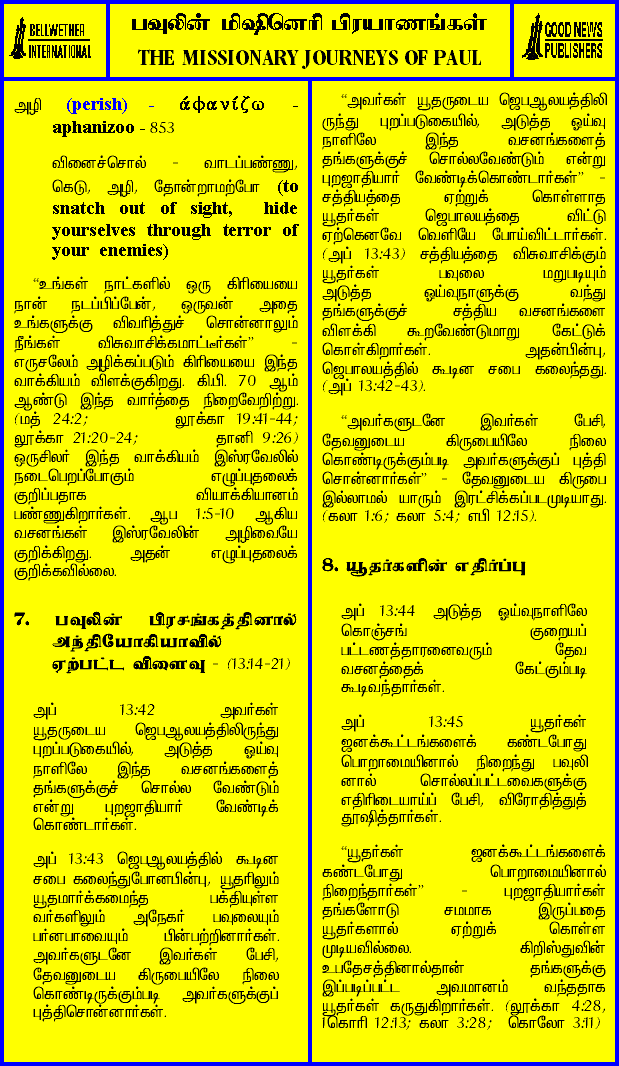 BELLWETHER
INTERNATIONAL
பவுலின் மிஷினெரி பிரயாணங்கள்
THE MISSIONARY JOURNEYS OF PAUL
GOOD NEWS
PUBLISHERS
அழி (perish) - ἀφανίζω -
aphanizoo - 853
வினைச்சொல் - வாடப்பண்ணு,
கெடு, அழி, தோன்றாமற்போ (to
snatch out of sight, hide
yourselves through terror of
your enemies)
“உங்கள் நாட்களில் ஒரு கிரியையை
நான் நடப்பிப்பேன், ஒருவன் அதை
உங்களுக்கு விவரித்துச் சொன்னாலும்
நீங்கள் விசுவாசிக்கமாட்டீர்கள்” -
எருசலேம் அழிக்கப்படும் கிரியையை இந்த
வாக்கியம் விளக்குகிறது. கி.பி. 70 ஆம்
ஆண்டு இந்த வார்த்தை நிறைவேறிற்று.
(மத் 24:2; லூக்கா 19:41-44;
லூக்கா 21:20-24; தானி 9:26)
ஒருசிலர் இந்த வாக்கியம் இஸ்ரவேலில்
நடைபெறப்போகும் எழுப்புதலைக்
குறிப்பதாக வியாக்கியானம்
பண்ணுகிறார்கள். ஆப 1:5-10 ஆகிய
வசனங்கள் இஸ்ரவேலின் அழிவையே
குறிக்கிறது. அதன் எழுப்புதலைக்
குறிக்கவில்லை.
7. பவுலின் பிரசங்கத்தினால்
அந்தியோகியாவில்
ஏற்பட்ட விளைவு - (13:14-21)
அப் 13:42 அவர்கள்
யூதருடைய ஜெபஆலயத்திலிருந்து
புறப்படுகையில், அடுத்த ஓய்வு
நாளிலே இந்த வசனங்களைத்
தங்களுக்குச் சொல்ல வேண்டும்
என்று புறஜாதியார் வேண்டிக்
கொண்டார்கள்.
அப் 13:43 ஜெபஆலயத்தில் கூடின
சபை கலைந்துபோனபின்பு, யூதரிலும்
யூதமார்க்கமைந்த பக்தியுள்ள
வர்களிலும் அநேகர் பவுலையும்
பர்னபாவையும் பின்பற்றினார்கள்.
அவர்களுடனே இவர்கள் பேசி,
தேவனுடைய கிருபையிலே நிலை
கொண்டிருக்கும்படி அவர்களுக்குப்
புத்திசொன்னார்கள்.
“அவர்கள் யூதருடைய ஜெபஆலயத்திலி
ருந்து புறப்படுகையில், அடுத்த ஓய்வு
நாளிலே இந்த வசனங்களைத்
தங்களுக்குச் சொல்லவேண்டும் என்று
புறஜாதியார் வேண்டிக்கொண்டார்கள்” -
சத்தியத்தை ஏற்றுக் கொள்ளாத
யூதர்கள் ஜெபாலயத்தை விட்டு
ஏற்கெனவே வெளியே போய்விட்டார்கள்.
(அப் 13:43) சத்தியத்தை விசுவாசிக்கும்
யூதர்கள் பவுலை மறுபடியும்
அடுத்த ஓய்வுநாளுக்கு வந்து
தங்களுக்குச் சத்திய வசனங்களை
விளக்கி கூறவேண்டுமாறு கேட்டுக்
கொள்கிறார்கள். அதன்பின்பு,
ஜெபாலயத்தில் கூடின சபை கலைந்தது.
(அப் 13:42-43).
“அவர்களுடனே இவர்கள் பேசி,
தேவனுடைய கிருபையிலே நிலை
கொண்டிருக்கும்படி அவர்களுக்குப் புத்தி
சொன்னார்கள்” - தேவனுடைய கிருபை
இல்லாமல் யாரும் இரட்சிக்கப்படமுடியாது.
(கலா 1:6; கலா 5:4; எபி 12:15).
8. யூதர்களின் எதிர்ப்பு
அப் 13:44 அடுத்த ஓய்வுநாளிலே
கொஞ்சங் குறையப்
பட்டணத்தாரனைவரும் தேவ
வசனத்தைக் கேட்கும்படி
கூடிவந்தார்கள்.
அப் 13:45 யூதர்கள்
ஜனக்கூட்டங்களைக் கண்டபோது
பொறாமையினால் நிறைந்து பவுலி
னால் சொல்லப்பட்டவைகளுக்கு
எதிரிடையாய்ப் பேசி, விரோதித்துத்
தூஷித்தார்கள்.
“யூதர்கள் ஜனக்கூட்டங்களைக்
கண்டபோது பொறாமையினால்
நிறைந்தார்கள்” - புறஜாதியார்கள்
தங்களோடு சமமாக இருப்பதை
யூதர்களால் ஏற்றுக் கொள்ள
முடியவில்லை. கிறிஸ்துவின்
உபதேசத்தினால்தான் தங்களுக்கு
இப்படிப்பட்ட அவமானம் வந்ததாக
யூதர்கள் கருதுகிறார்கள். (லூக்கா 4:28,
1கொரி 12:13; கலா 3:28; கொலோ 3:11)